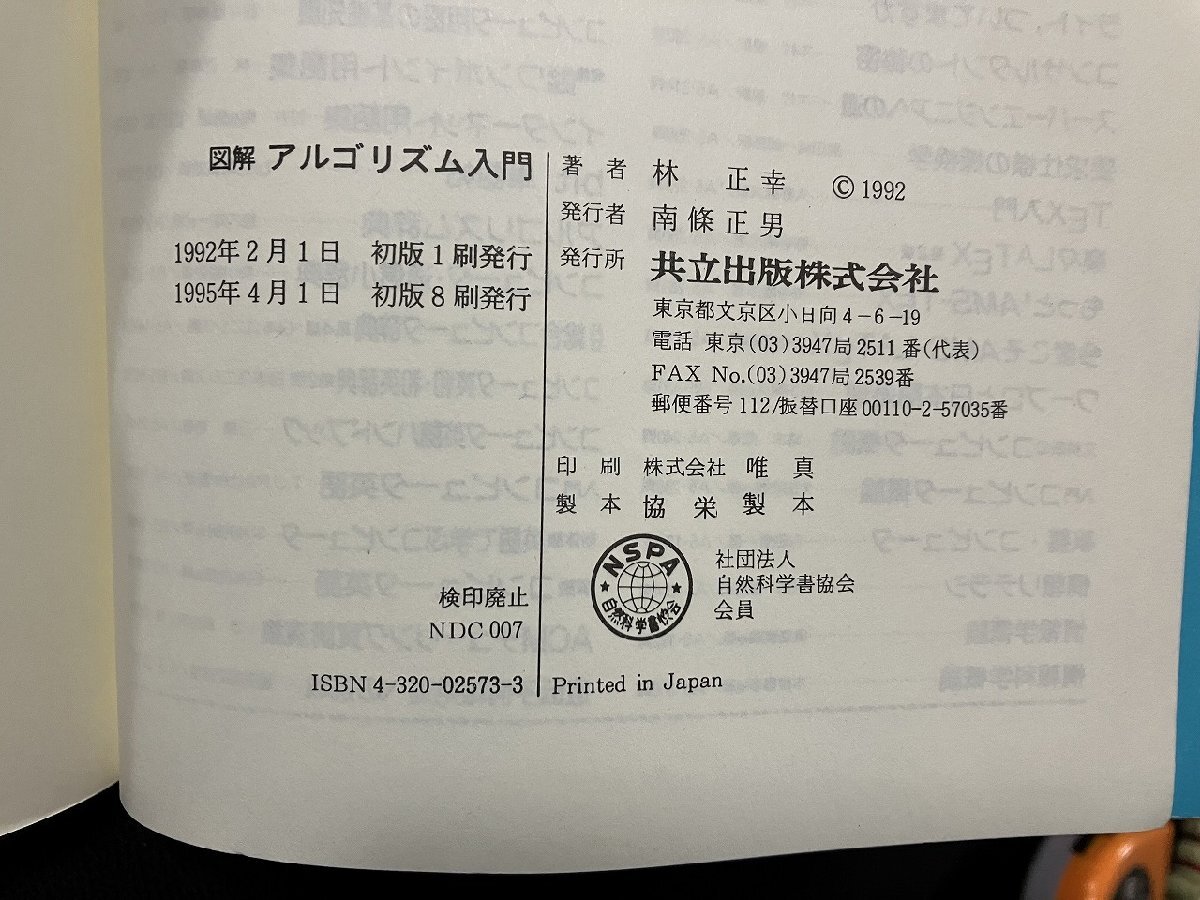 図解 アルゴリズム入門
1992年2月1日 初版1刷発行
1995年4月1日 初版8刷発行
検印廃止
NDC 007
ISBN 4-320-02573-3
著者 林 正幸 © 1992
発行者 南條正男
発行所 共立出版株式会社
東京都文京区小日向4-6-19
電話 東京(03)3947局2511番(代表)
FAX No.(03)3947局2539番
郵便番号112/振替口座00110-2-57035番
印刷 株式会社 唯真
製本 協栄製本
NSPA
自然科学書協会
社団法人
自然科学書協会
会員
Printed in Japan